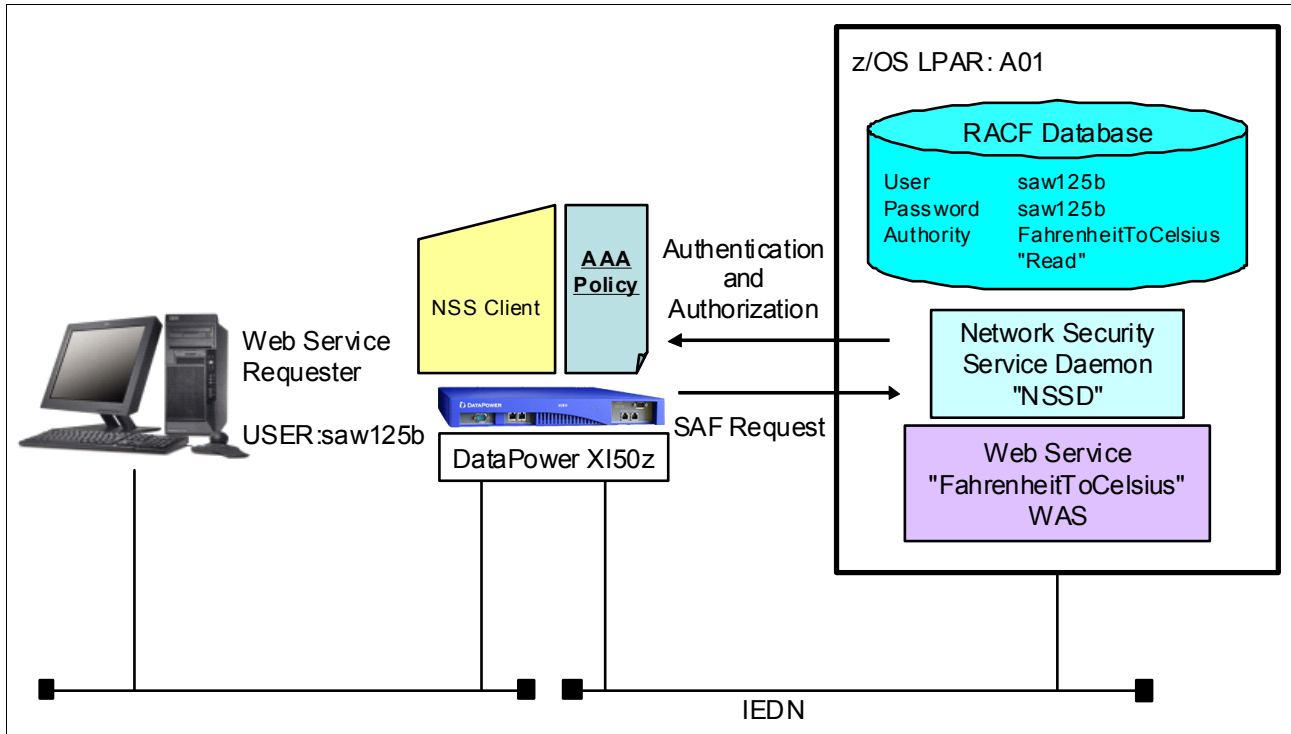 z/OS LPAR: A01
RACF Database
User saw125b
Password saw125b
Authority FahrenheitToCelsius
"Read"
NSS Client
AAA
Policy
Authentication
and
Authorization
Web Service
Requester
USER:saw125b
DATAPOWER
SAF Request
DataPower XI50z
Network Security
Service Daemon
"NSSD"
Web Service
"FahrenheitToCelsius"
WAS
IEDN